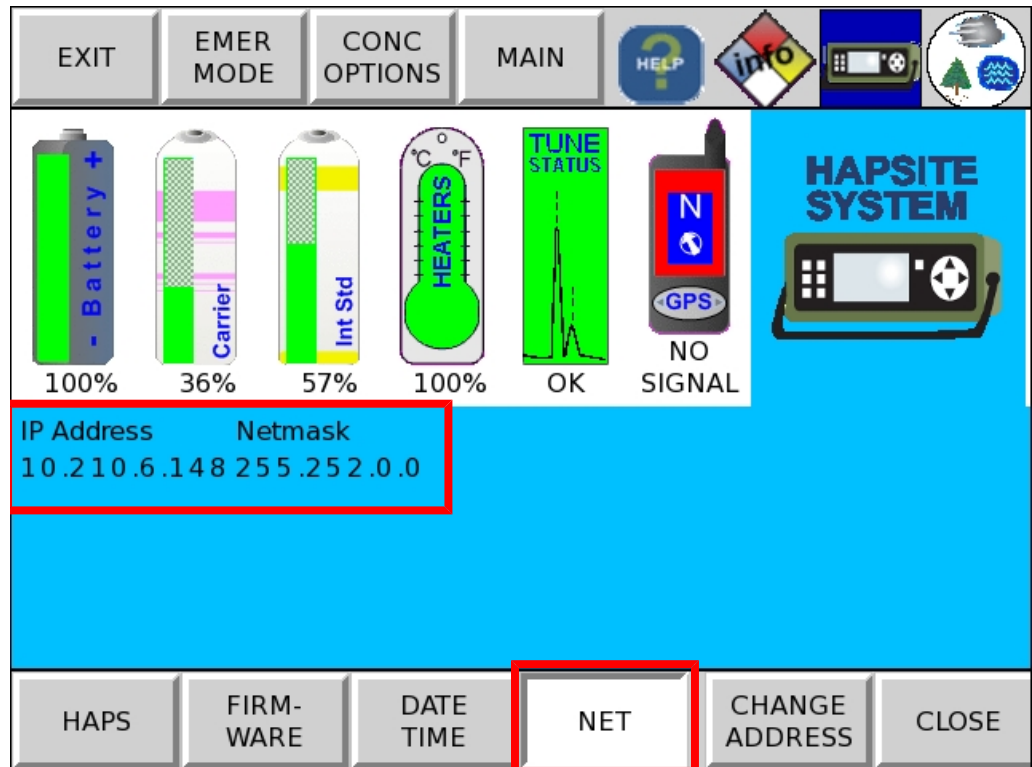 EXIT
EMER
MODE
CONC
OPTIONS
MAIN
HELP
info
- Battery +
Carrier
Int Std
°C °F
HEATERS
TUNE
STATUS
N
GPS
HAPSITE
SYSTEM
100%
36%
57%
100%
OK
NO
SIGNAL
IP Address Netmask
10.210.6.148 255.252.0.0
HAPS
FIRM-
WARE
DATE
TIME
NET
CHANGE
ADDRESS
CLOSE